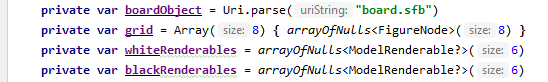 private var boardObject = Uri.parse( uriString: "board.sfb")
private var grid = Array( size: 8) { arrayOfNulls<FigureNode>( size: 8) }
private var whiteRenderables = arrayOfNulls<ModelRenderable?>( size: 6)
private var blackRenderables = arrayOfNulls<ModelRenderable?>( size: 6)